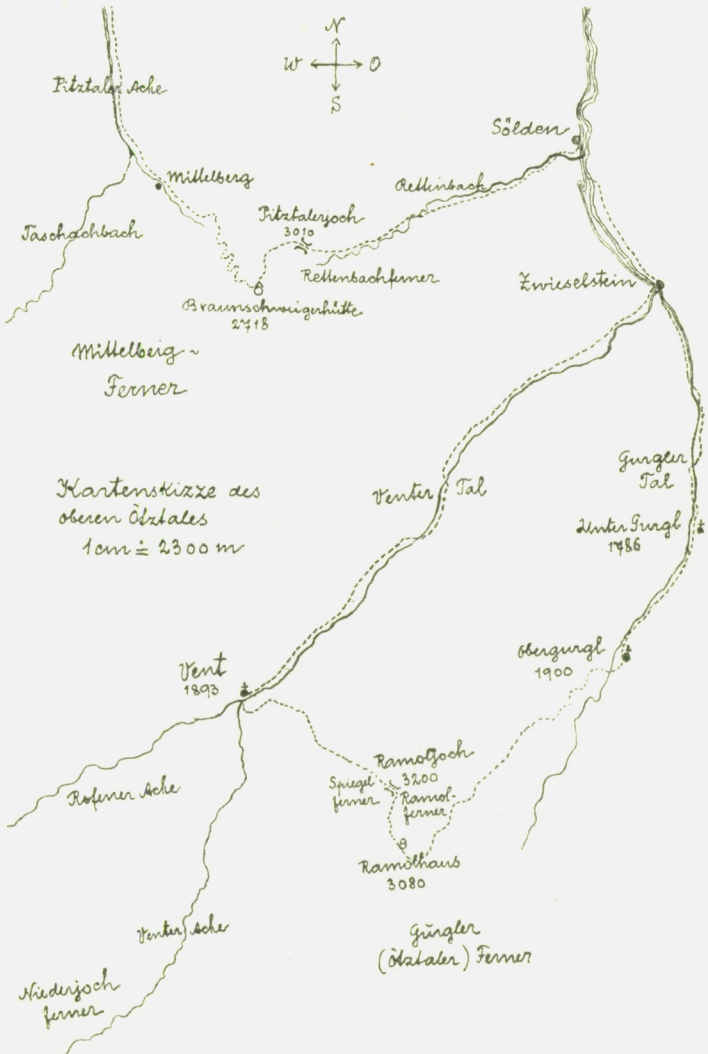 N
W O
S
Pitztaler Ache
Sölden
Mittelberg
Rettenbach
Pitztalerjoch
3010
Taschachbach
Rettenbachferner
Zwieselstein
Braunschweigerhütte
2718
Mittelberg-
Ferner
Gurgler
Tal
Kartenskizze des
oberen Ötztales
1cm ≐ 2300 m
Venter Tal
Unter Gurgl
1786
Obergurgl
1900
Vent
1893
Ramoljoch
3200
Spiegel
ferner
Ramol-
ferner
Rofener Ache
Ramolhaus
3080
Venter Ache
Gurgler
(Ötztaler) Ferner
Niederjoch
ferner